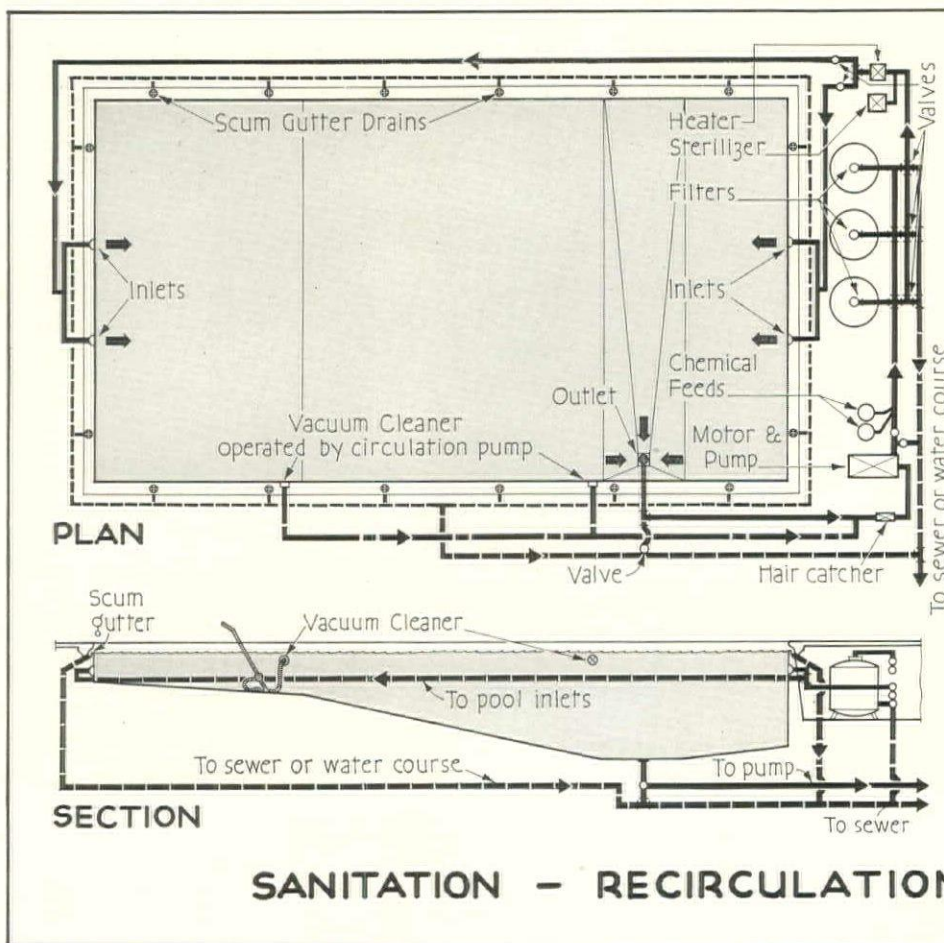 Scum Gutter Drains
Heater
Sterilizer
Valves
Filters
Inlets
Inlets
Chemical
Feeds
Outlet
Vacuum Cleaner
operated by circulation pump
Motor &
Pump
PLAN
Valve
Hair catcher
To sewer or water course
Scum
gutter
Vacuum Cleaner
To pool inlets
To sewer or water course
To pump
SECTION
To sewer
SANITATION – RECIRCULATION